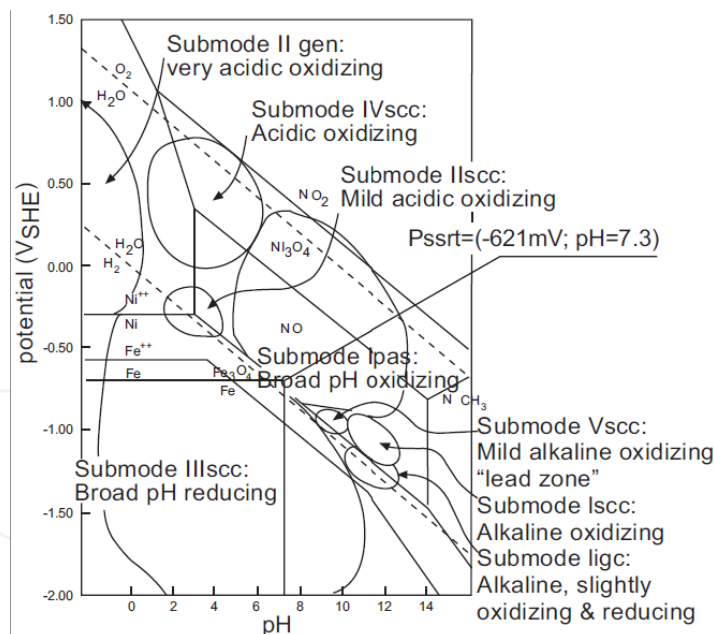 1.50
1.00
0.50
0.00
-0.50
-1.00
-1.50
-2.00
potential (VSHE)
0
2
4
6
8
10
12
14
pH
Submode II gen:
very acidic oxidizing
O2
H2O
Submode IVscc:
Acidic oxidizing
Submode IIscc:
Mild acidic oxidizing
N O2
Pssrt=(-621mV; pH=7.3)
NI3O4
H2O
H2
Ni++
Ni
N O
Fe++
Fe
Fe3O4
Fe
Submode Ipas:
Broad pH oxidizing
N CH3
Submode IIIscc:
Broad pH reducing
Submode Vscc:
Mild alkaline oxidizing
“lead zone”
Submode Iscc:
Alkaline oxidizing
Submode Iigc:
Alkaline, slightly
oxidizing & reducing